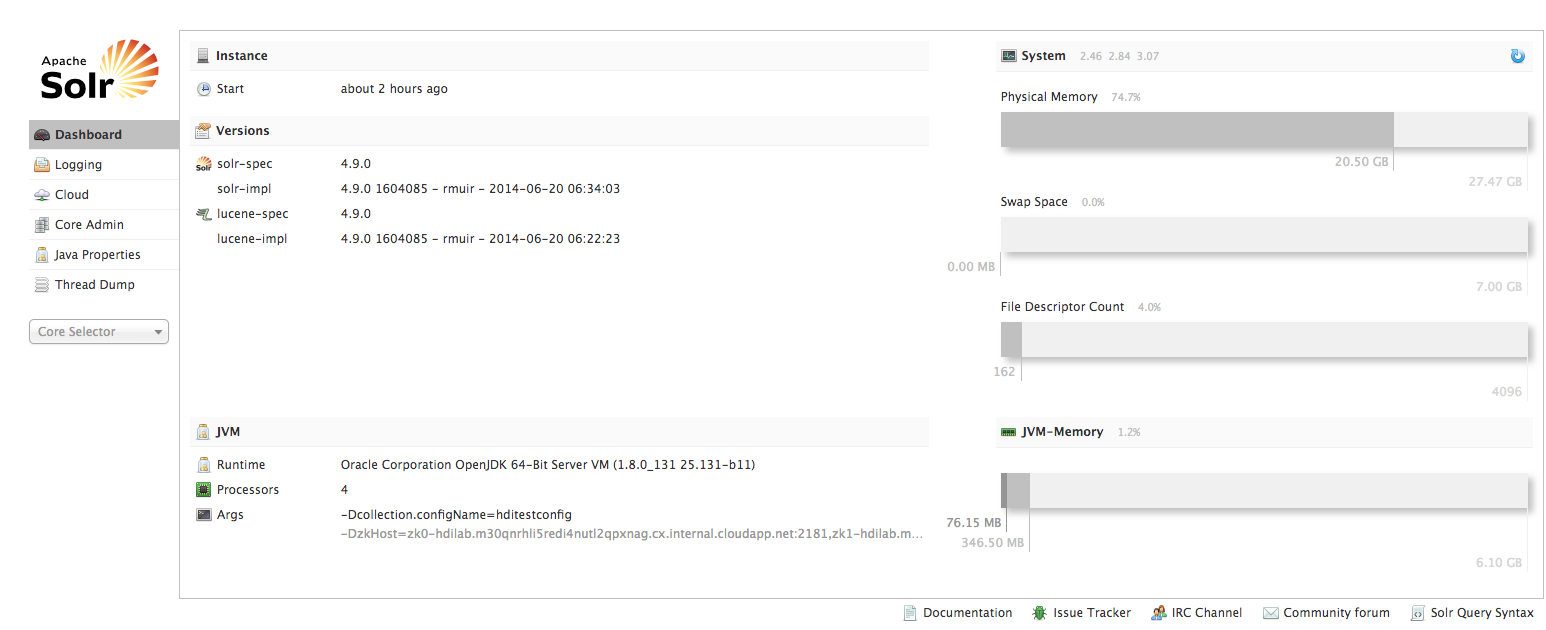 Apache
Solr
Dashboard
Logging
Cloud
Core Admin
Java Properties
Thread Dump
Core Selector
Instance
Start about 2 hours ago
Versions
Solr solr-spec 4.9.0
solr-impl 4.9.0 1604085 - rmuir - 2014-06-20 06:34:03
lucene-spec 4.9.0
lucene-impl 4.9.0 1604085 - rmuir - 2014-06-20 06:22:23
JVM
Runtime Oracle Corporation OpenJDK 64-Bit Server VM (1.8.0_131 25.131-b11)
Processors 4
Args -Dcollection.configName=hditestconfig
-DzkHost=zk0-hdilab.m30qnrhli5redi4nutl2qpxnag.cx.internal.cloudapp.net:2181,zk1-hdilab.m...
System 2.46 2.84 3.07
Physical Memory 74.7%
20.50 GB
27.47 GB
Swap Space 0.0%
0.00 MB
7.00 GB
File Descriptor Count 4.0%
162
4096
JVM-Memory 1.2%
76.15 MB
346.50 MB
6.10 GB
Documentation Issue Tracker IRC Channel Community forum Solr Query Syntax